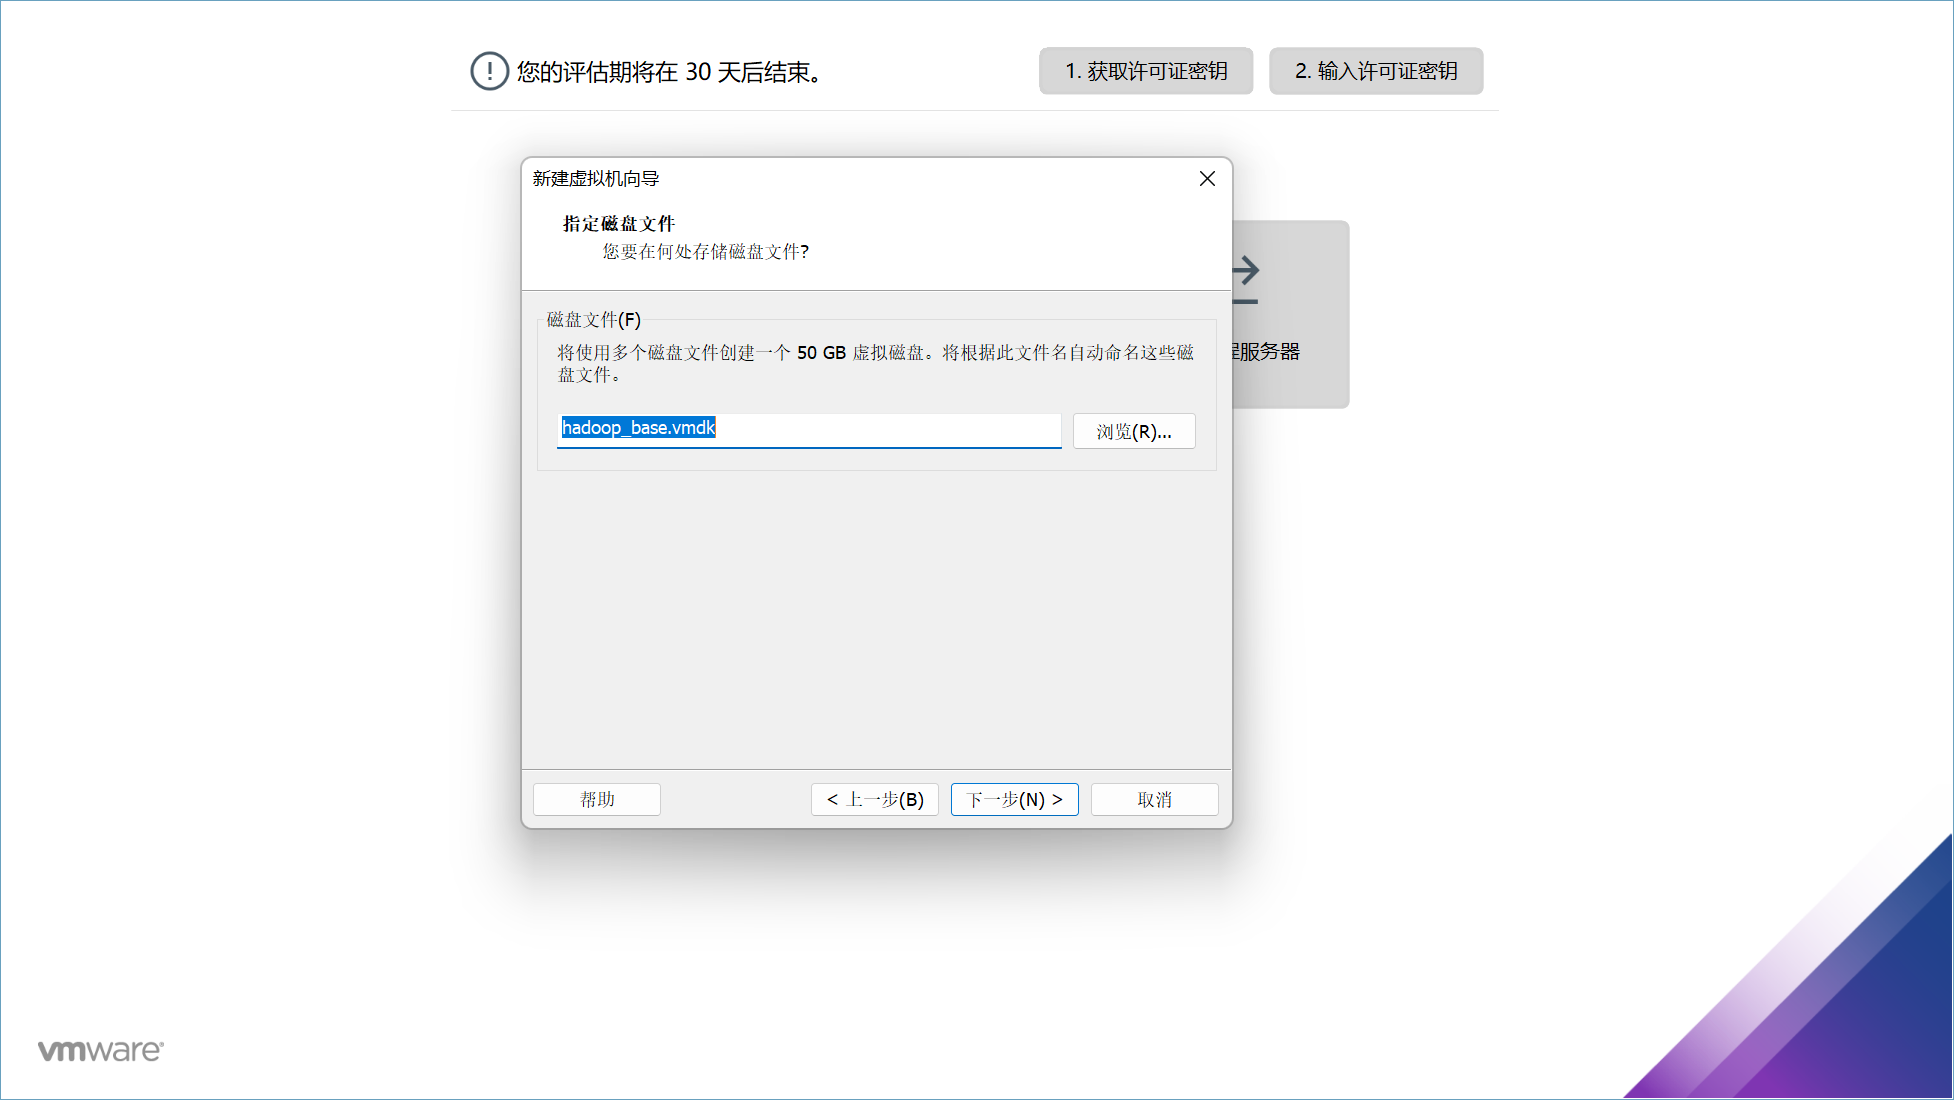 您的评估期将在 30 天后结束。
1. 获取许可证密钥
2. 输入许可证密钥
新建虚拟机向导
指定磁盘文件
您要在何处存储磁盘文件?
磁盘文件(F)
将使用多个磁盘文件创建一个 50 GB 虚拟磁盘。将根据此文件名自动命名这些磁
盘文件。
hadoop_base.vmdk
浏览(R)...
程服务器
帮助
< 上一步(B)
下一步(N) >
取消
vmware®